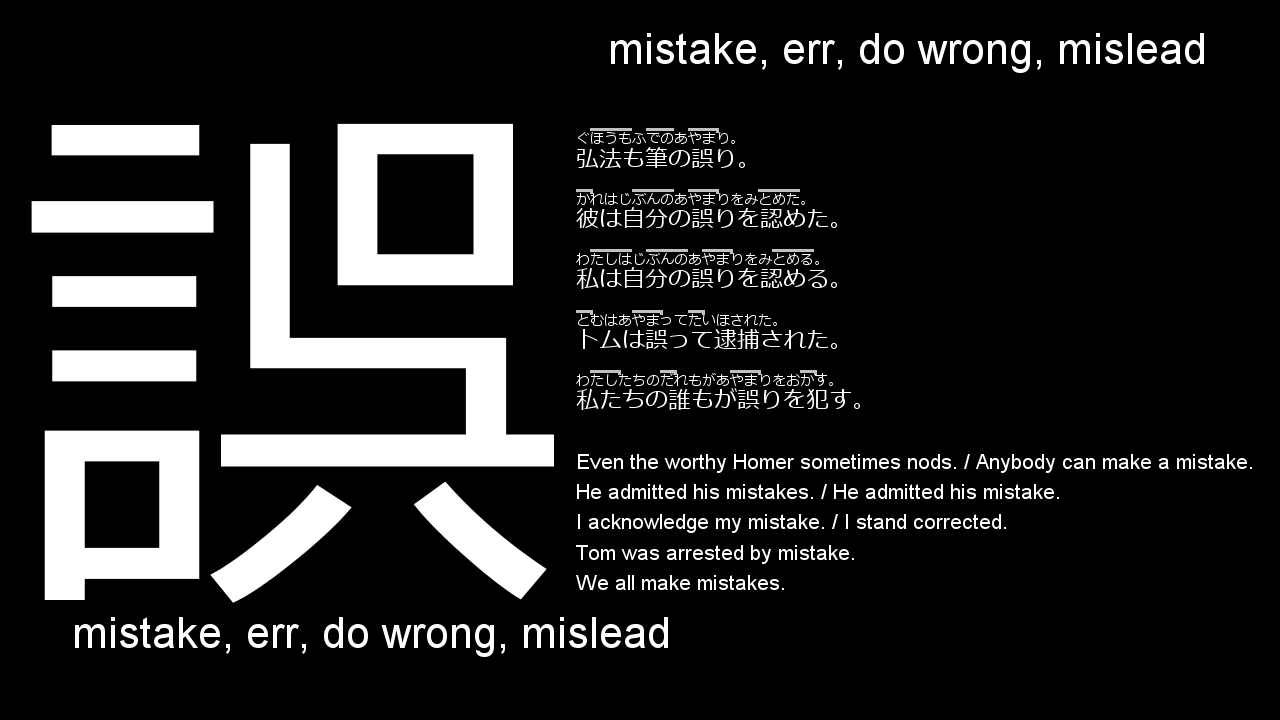 mistake, err, do wrong, mislead
誤
mistake, err, do wrong, mislead
ぐほうもふでのあやまり。
弘法も筆の誤り。
かれはじぶんのあやまりをみとめた。
彼は自分の誤りを認めた。
わたしはじぶんのあやまりをみとめる。
私は自分の誤りを認める。
とむはあやまってたいほされた。
トムは誤って逮捕された。
わたしたちのだれもがあやまりをおかす。
私たちの誰もが誤りを犯す。
Even the worthy Homer sometimes nods. / Anybody can make a mistake.
He admitted his mistakes. / He admitted his mistake.
I acknowledge my mistake. / I stand corrected.
Tom was arrested by mistake.
We all make mistakes.